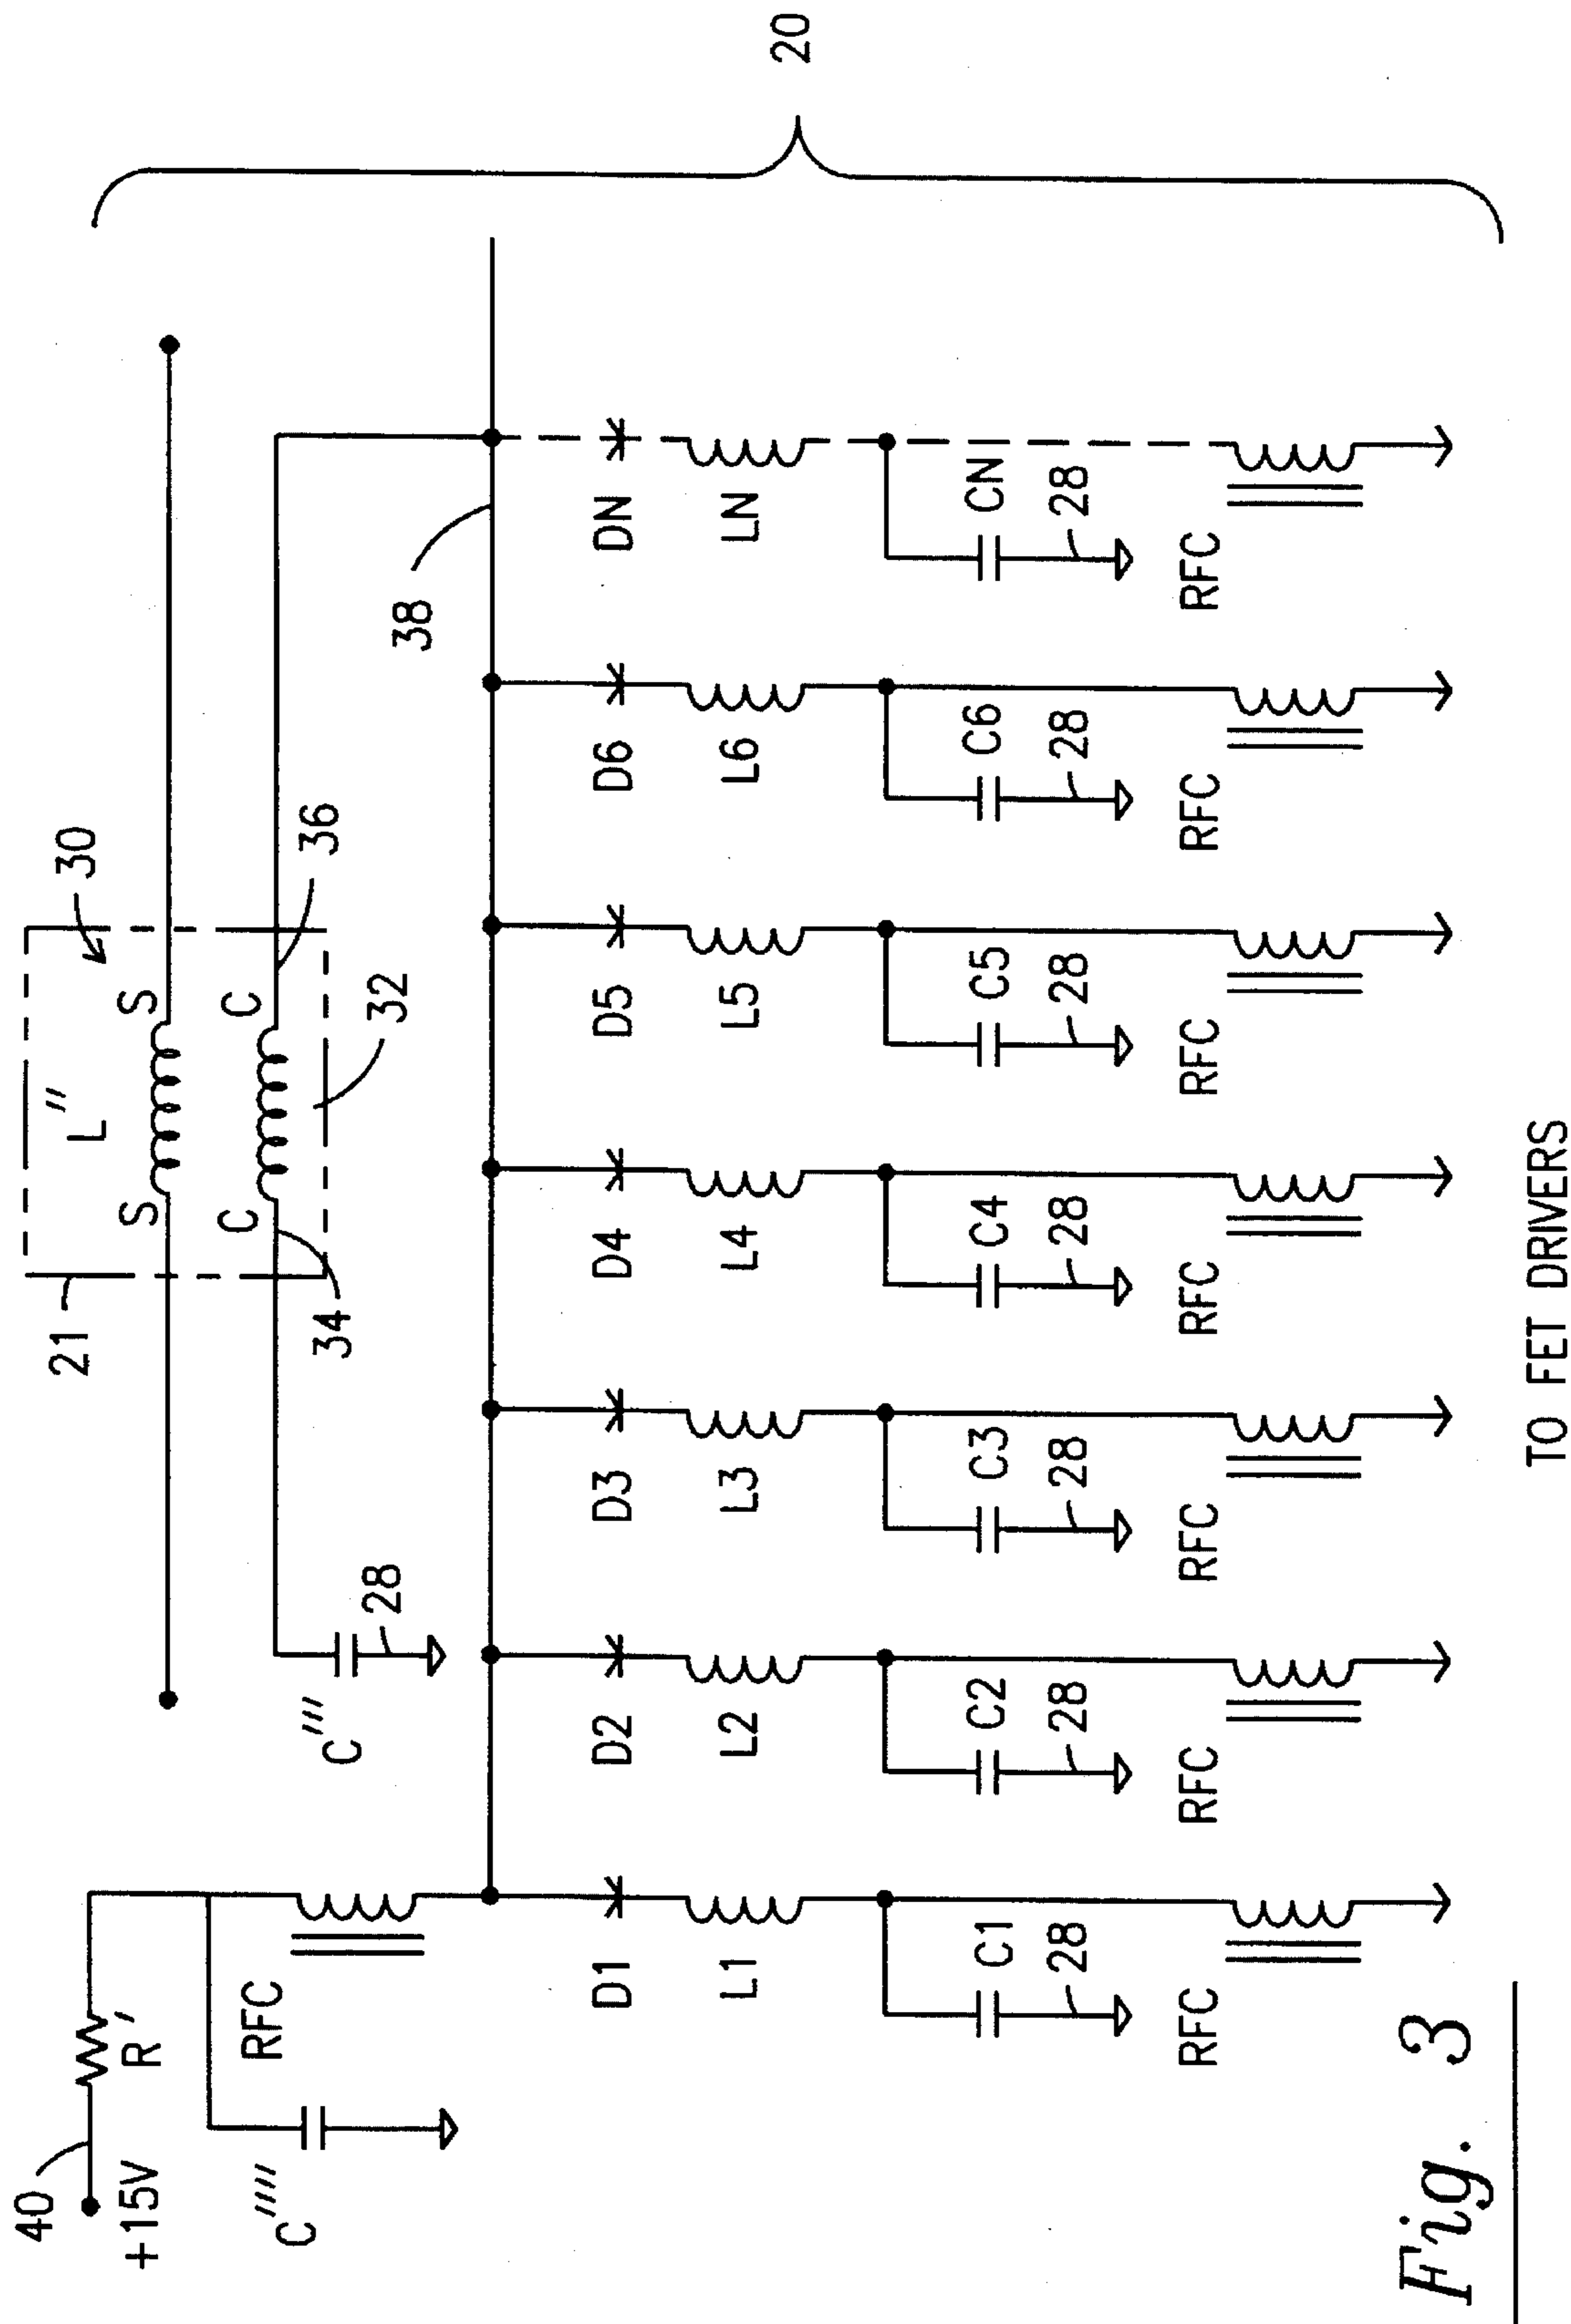 40
21
30
L''
+15V
R'
S
S
RFC
C
C
C''''
C'''
34
36
28
32
38
D1 D2 D3 D4 D5 D6 DN
L1 L2 L3 L4 L5 L6 LN
20
C1 C2 C3 C4 C5 C6 CN
28 28 28 28 28 28 28
RFC RFC RFC RFC RFC RFC RFC
Fig. 3
TO FET DRIVERS